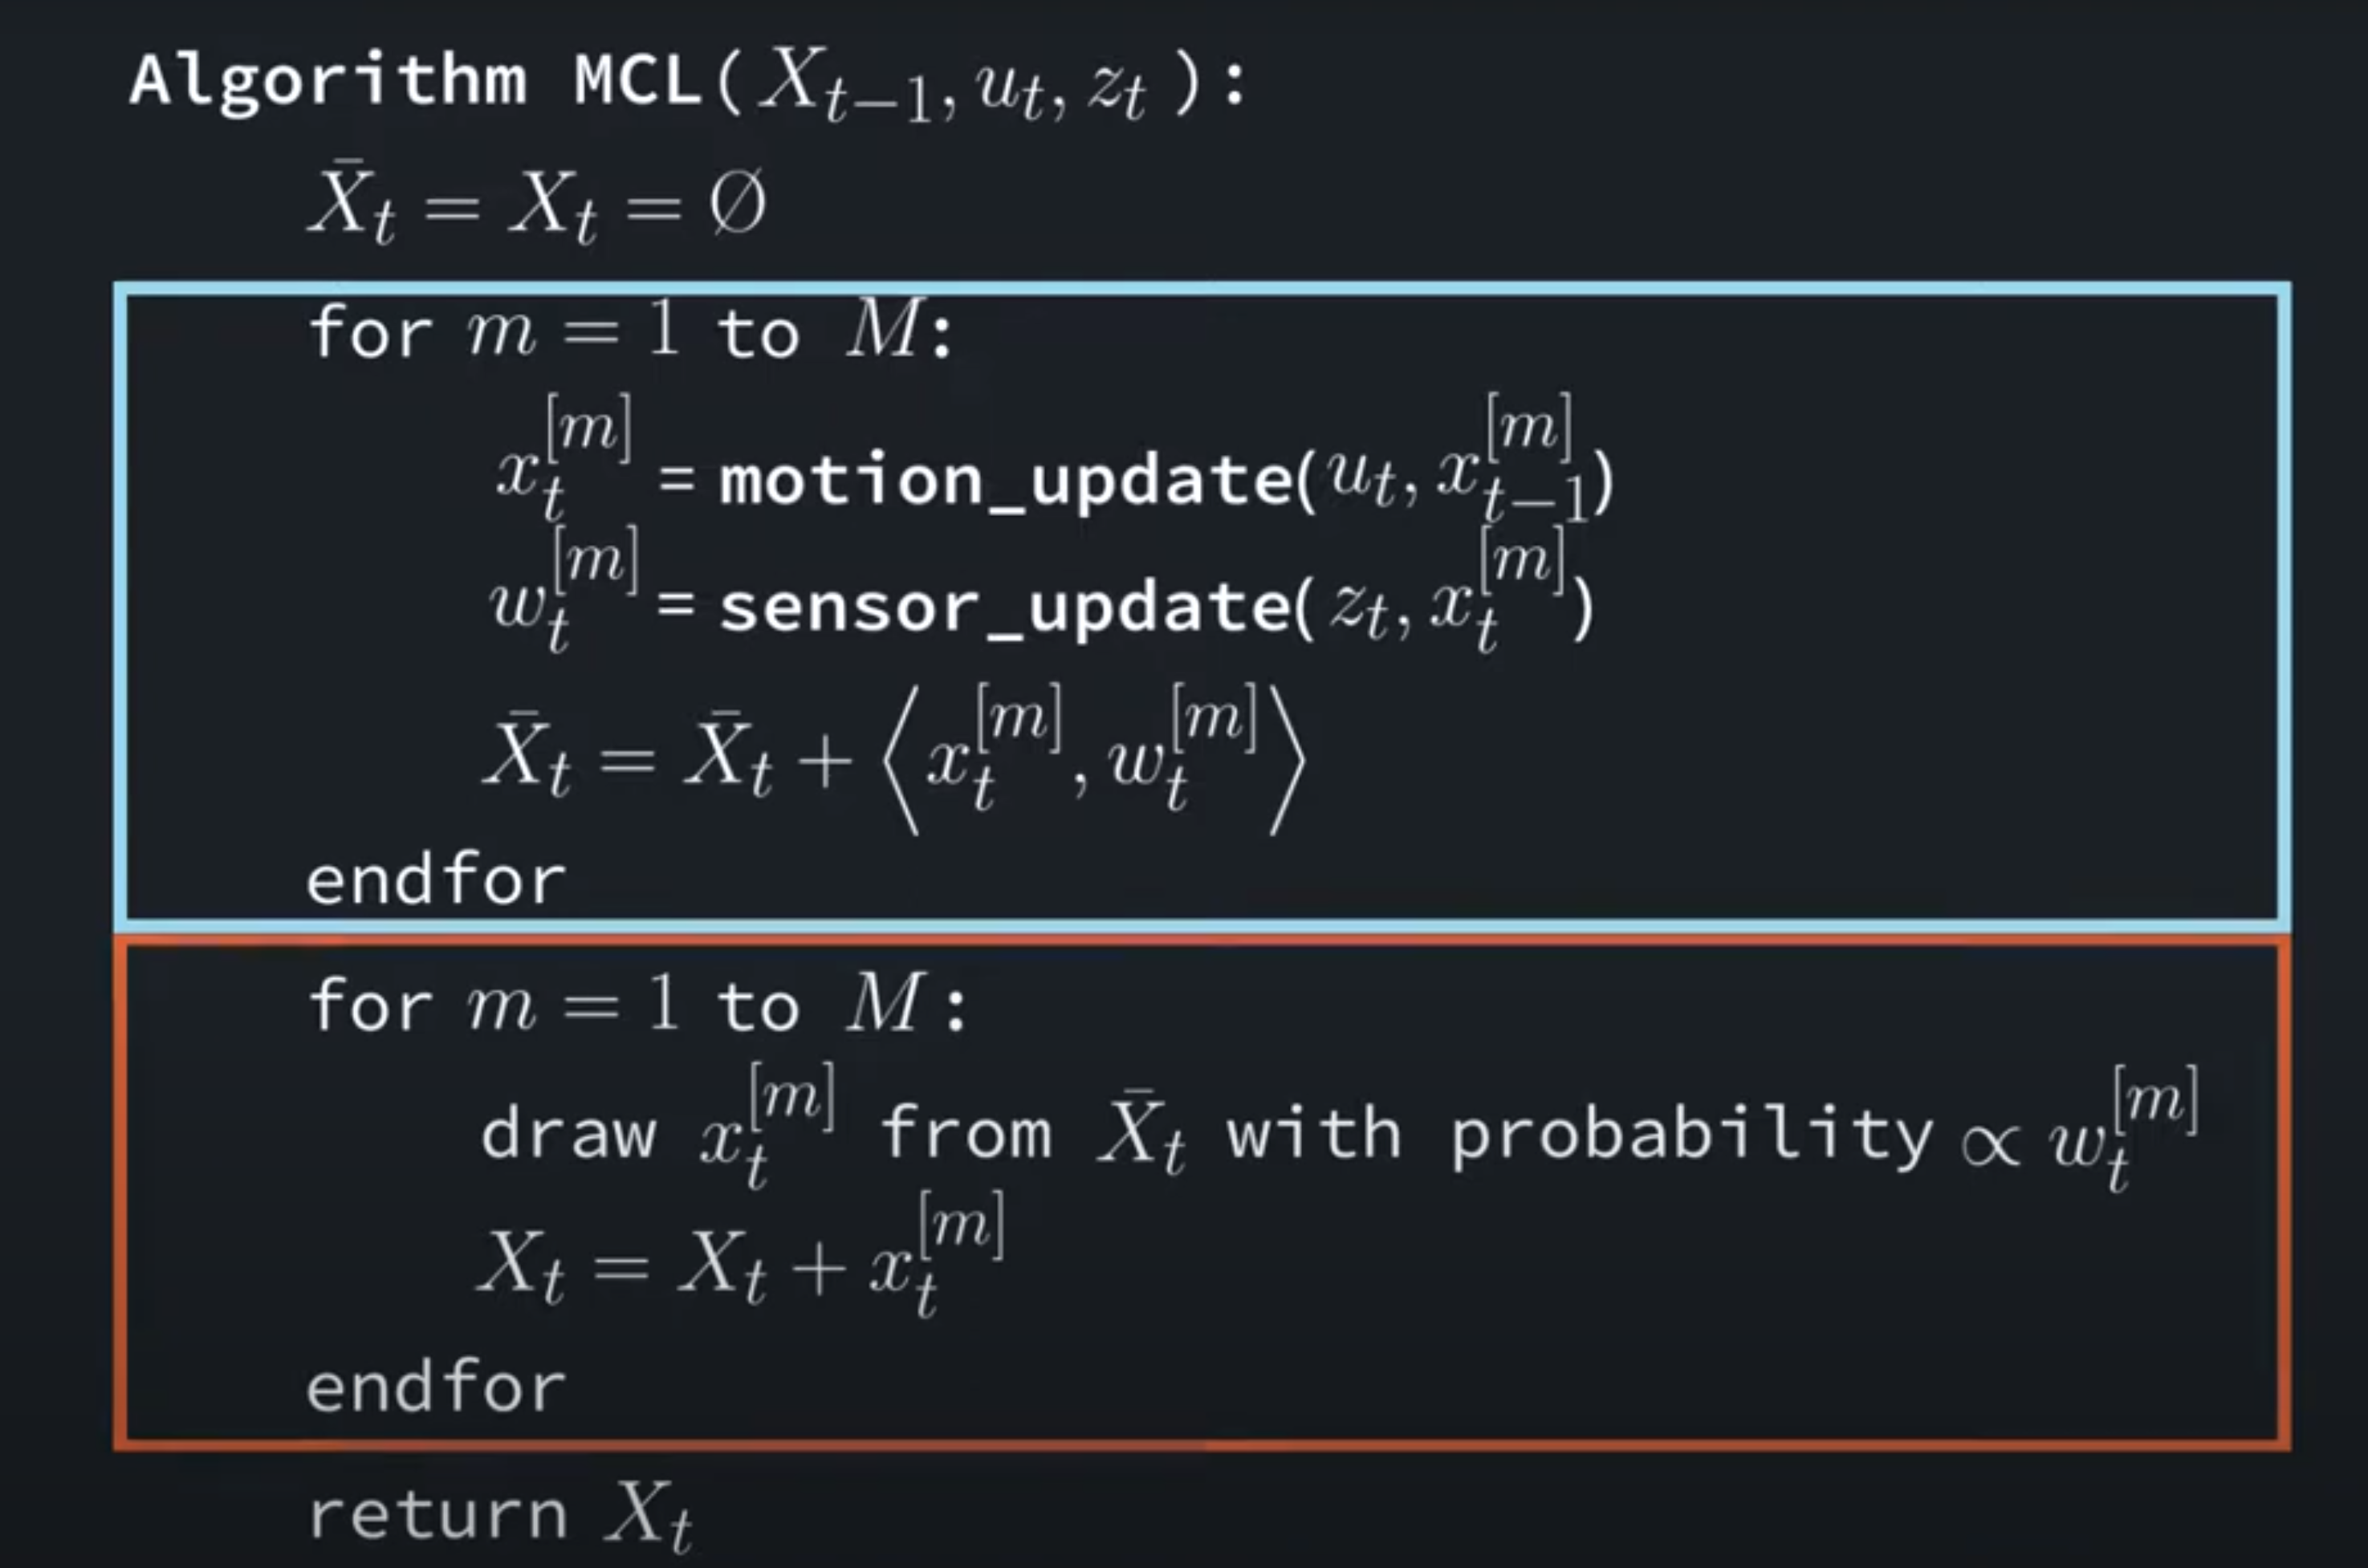 Algorithm MCL($X_{t-1}, u_t, z_t$):
$\bar{X}_t = X_t = \emptyset$
for $m = 1$ to $M$:
$x_t^{[m]}$ = motion_update($u_t, x_{t-1}^{[m]}$)
$w_t^{[m]}$ = sensor_update($z_t, x_t^{[m]}$)
$\bar{X}_t = \bar{X}_t + \left\langle x_t^{[m]}, w_t^{[m]} \right\rangle$
endfor
for $m = 1$ to $M$:
draw $x_t^{[m]}$ from $\bar{X}_t$ with probability $\propto w_t^{[m]}$
$X_t = X_t + x_t^{[m]}$
endfor
return $X_t$